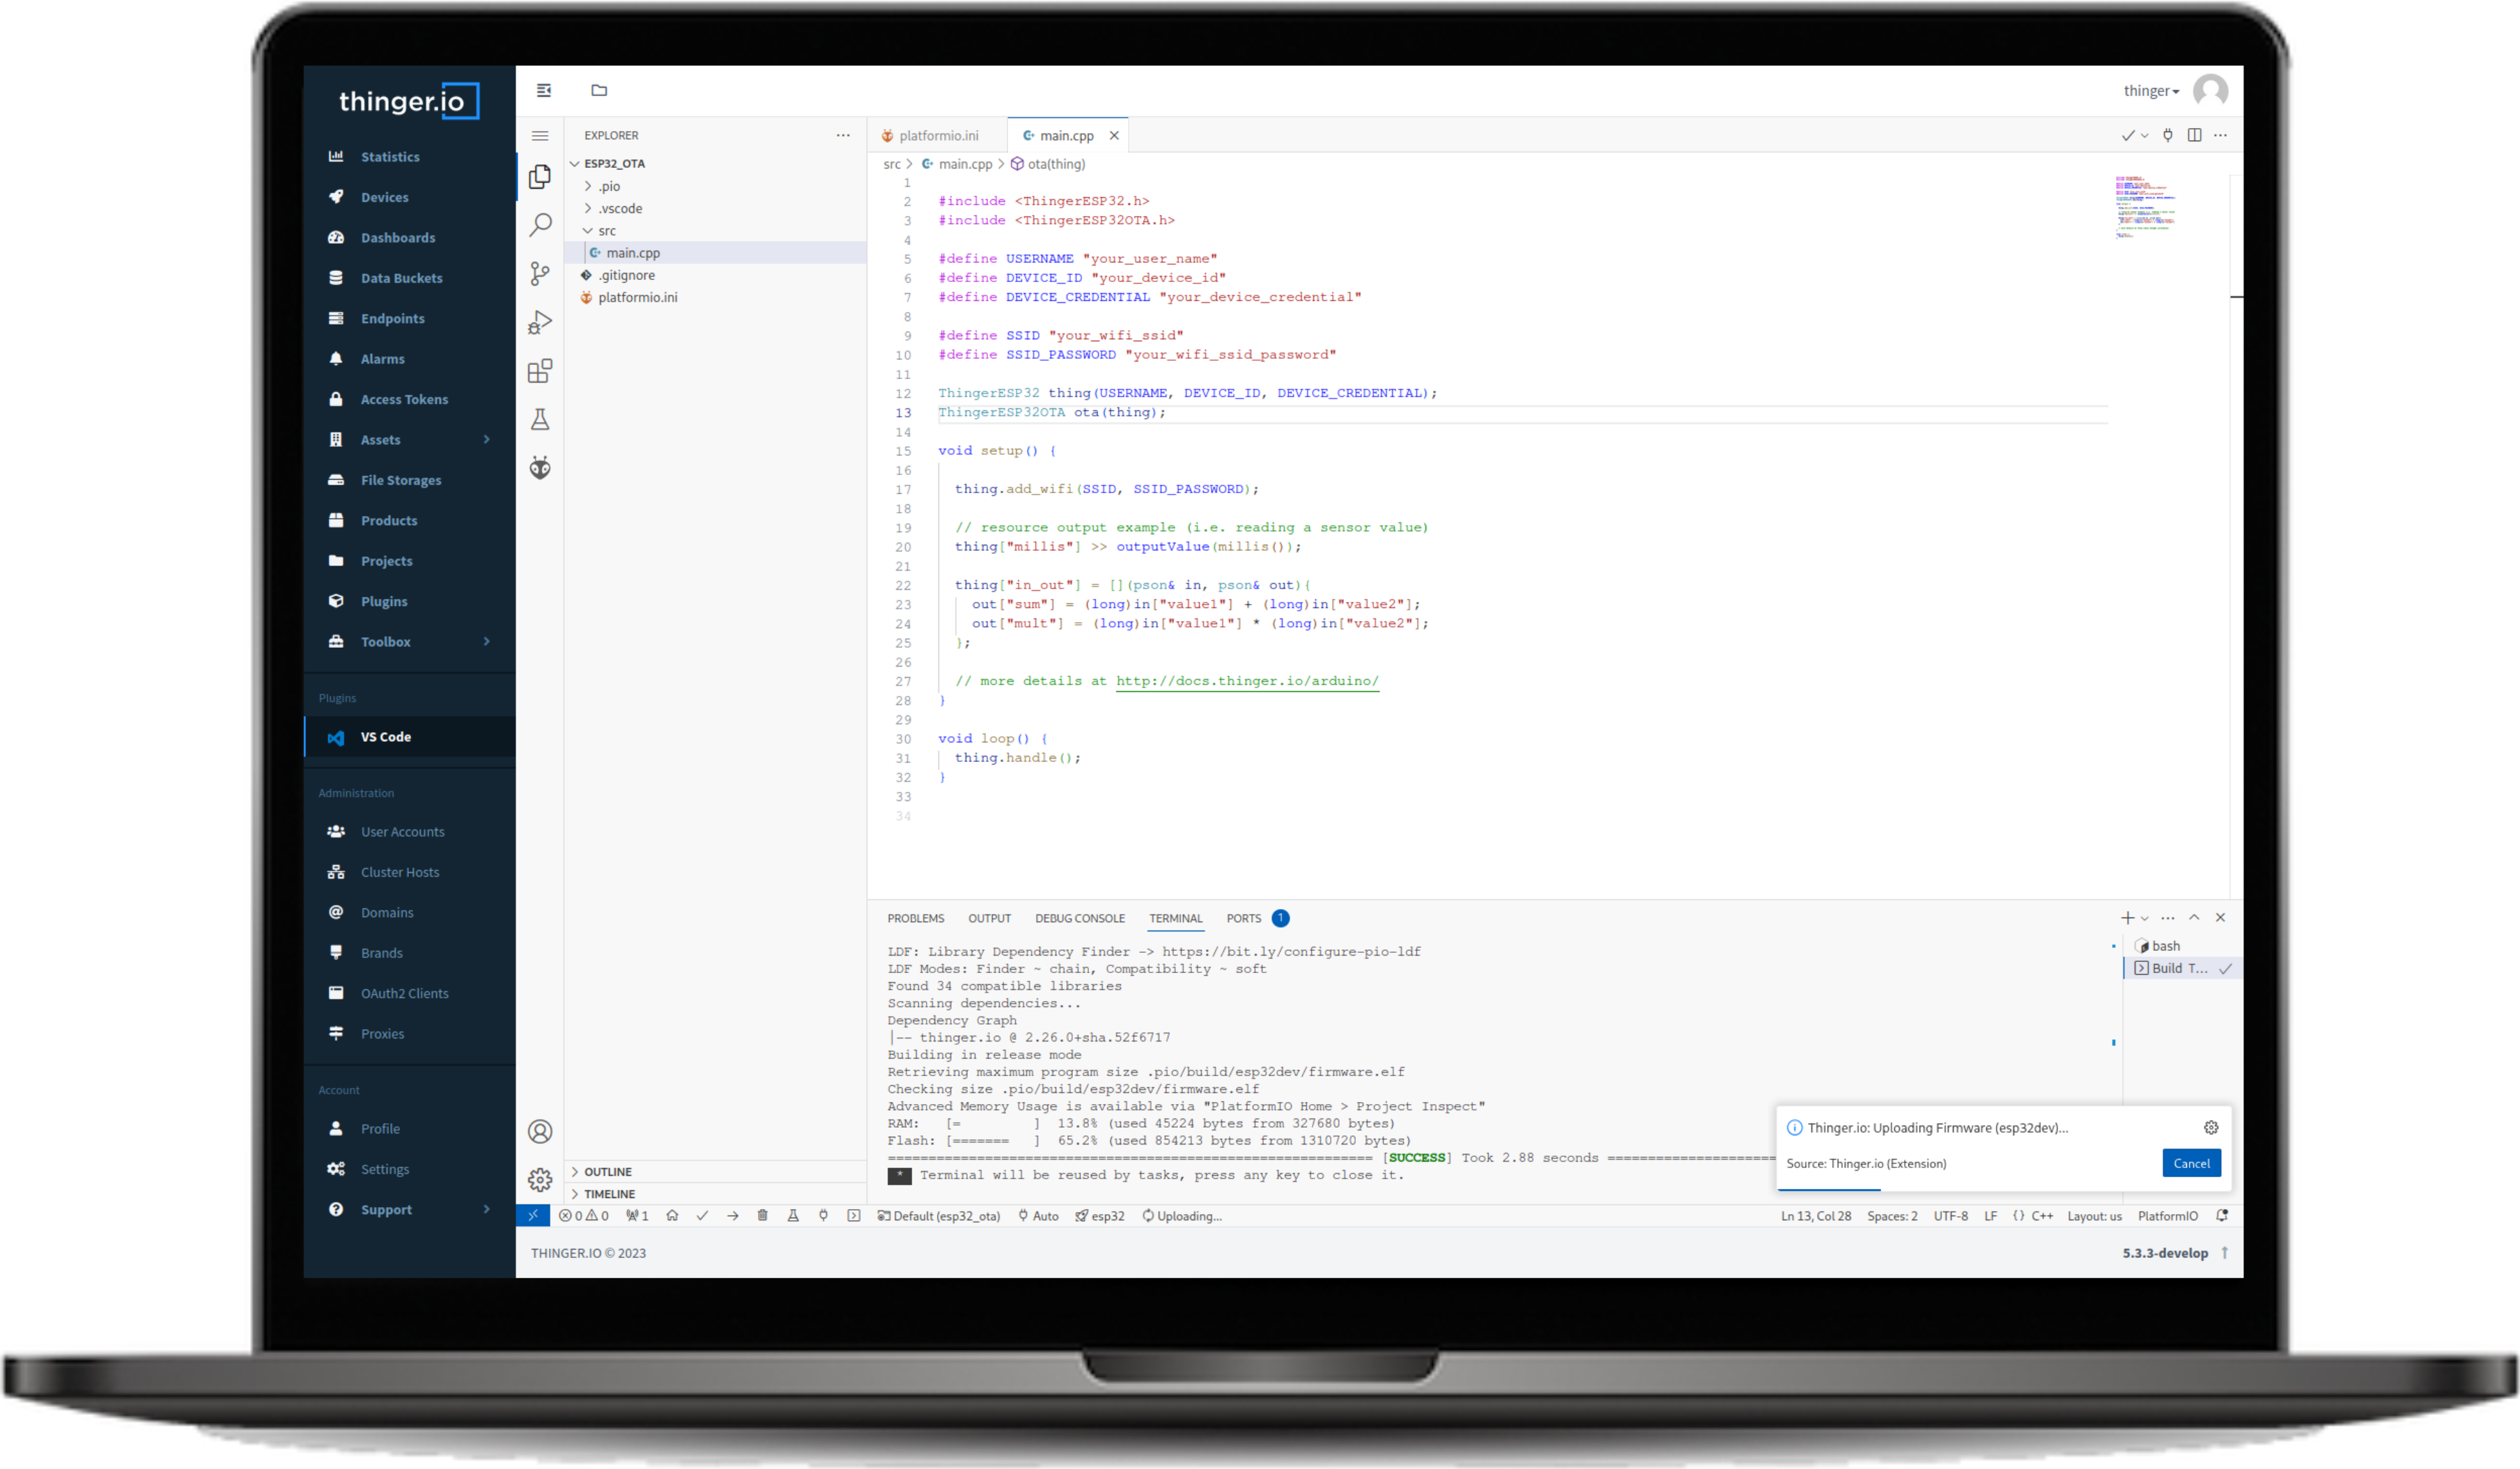 thinger.io
Statistics
Devices
Dashboards
Data Buckets
Endpoints
Alarms
Access Tokens
Assets
File Storages
Products
Projects
Plugins
Toolbox
Plugins
VS Code
Administration
User Accounts
Cluster Hosts
Domains
Brands
OAuth2 Clients
Proxies
Account
Profile
Settings
Support
thinger
EXPLORER
ESP32_OTA
.pio
.vscode
src
main.cpp
.gitignore
platformio.ini
OUTLINE
TIMELINE
platformio.ini main.cpp
src > main.cpp > ota(thing)
1
2 #include <ThingerESP32.h>
3 #include <ThingerESP32OTA.h>
4
5 #define USERNAME "your_user_name"
6 #define DEVICE_ID "your_device_id"
7 #define DEVICE_CREDENTIAL "your_device_credential"
8
9 #define SSID "your_wifi_ssid"
10 #define SSID_PASSWORD "your_wifi_ssid_password"
11
12 ThingerESP32 thing(USERNAME, DEVICE_ID, DEVICE_CREDENTIAL);
13 ThingerESP32OTA ota(thing);
14
15 void setup() {
16
17 thing.add_wifi(SSID, SSID_PASSWORD);
18
19 // resource output example (i.e. reading a sensor value)
20 thing["millis"] >> outputValue(millis());
21
22 thing["in_out"] = [](pson& in, pson& out){
23 out["sum"] = (long)in["value1"] + (long)in["value2"];
24 out["mult"] = (long)in["value1"] * (long)in["value2"];
25 };
26
27 // more details at http://docs.thinger.io/arduino/
28 }
29
30 void loop() {
31 thing.handle();
32 }
33
34
PROBLEMS OUTPUT DEBUG CONSOLE TERMINAL PORTS 1
LDF: Library Dependency Finder -> https://bit.ly/configure-pio-ldf
LDF Modes: Finder ~ chain, Compatibility ~ soft
Found 34 compatible libraries
Scanning dependencies...
Dependency Graph
|-- thinger.io @ 2.26.0+sha.52f6717
Building in release mode
Retrieving maximum program size .pio/build/esp32dev/firmware.elf
Checking size .pio/build/esp32dev/firmware.elf
Advanced Memory Usage is available via "PlatformIO Home > Project Inspect"
RAM: [= ] 13.8% (used 45224 bytes from 327680 bytes)
Flash: [======= ] 65.2% (used 854213 bytes from 1310720 bytes)
[SUCCESS] Took 2.88 seconds
* Terminal will be reused by tasks, press any key to close it.
bash
Build T...
Thinger.io: Uploading Firmware (esp32dev)...
Source: Thinger.io (Extension)
Cancel
0 0 1 Default (esp32_ota) Auto esp32 Uploading...
Ln 13, Col 28 Spaces: 2 UTF-8 LF {} C++ Layout: us PlatformIO
THINGER.IO © 2023
5.3.3-develop